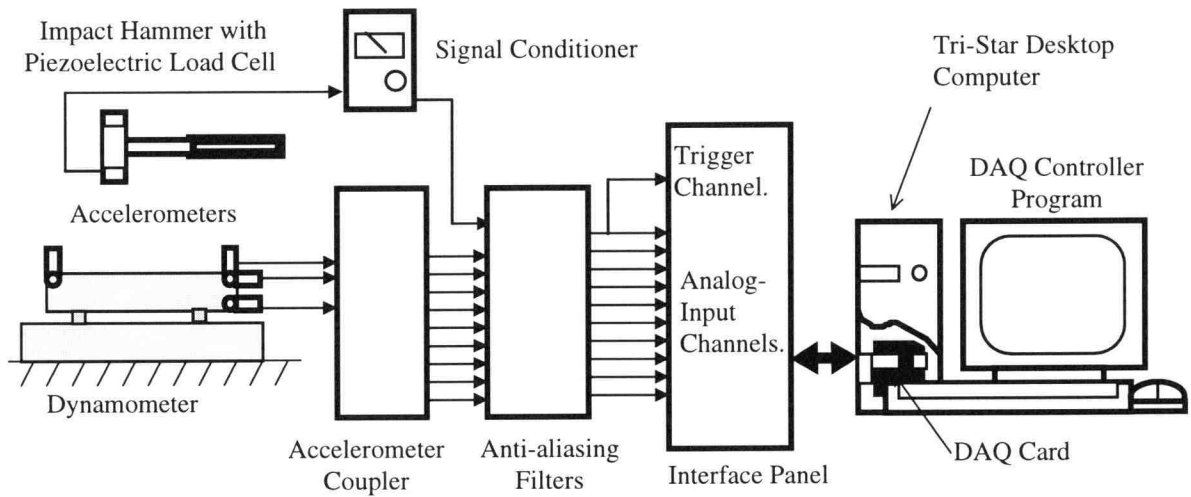 Impact Hammer with
Piezoelectric Load Cell
Signal Conditioner
Tri-Star Desktop
Computer
Trigger
Channel.
DAQ Controller
Program
Accelerometers
Analog-
Input
Channels.
Dynamometer
Accelerometer
Coupler
Anti-aliasing
Filters
Interface Panel
DAQ Card